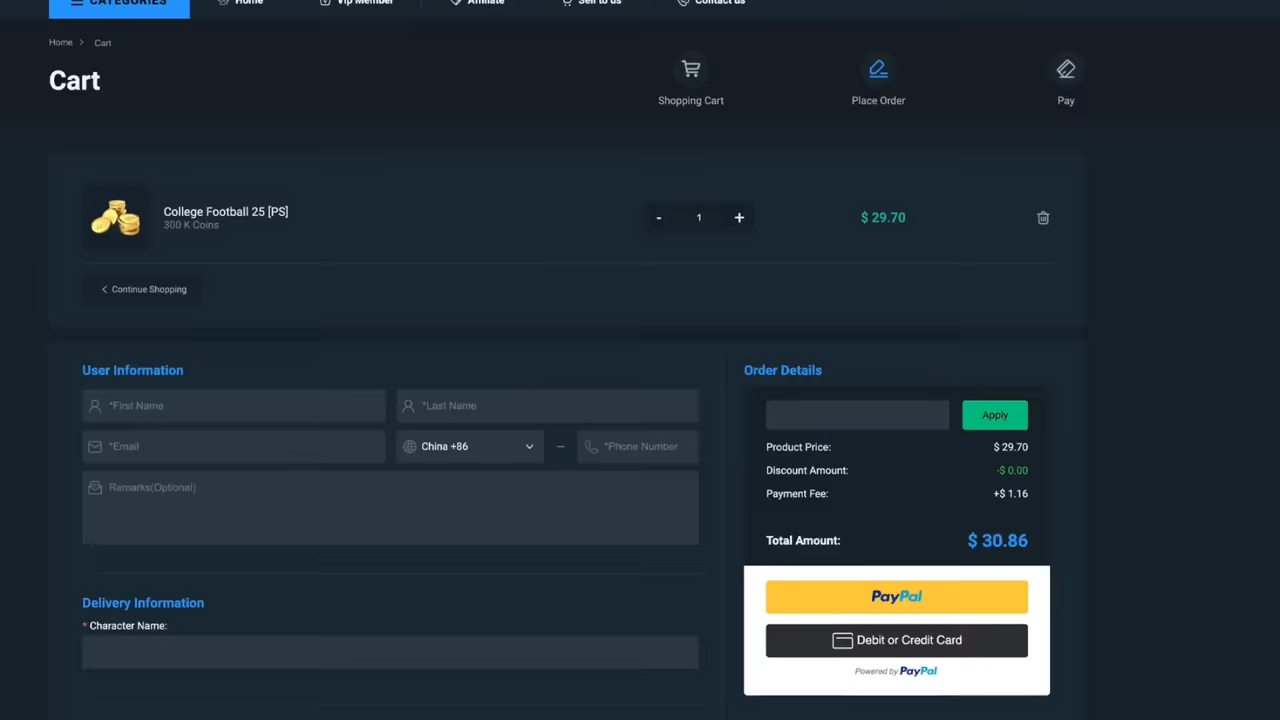 CATEGORIES Home Vip Member Affiliate Sell to us Contact us
Home > Cart
Cart
Shopping Cart Place Order Pay
College Football 25 [PS]
300 K Coins
- 1 + $ 29.70
< Continue Shopping
User Information
*First Name *Last Name
*Email China +86 — *Phone Number
Remarks(Optional)
Delivery Information
* Character Name:
Order Details
Apply
Product Price: $ 29.70
Discount Amount: -$ 0.00
Payment Fee: +$ 1.16
Total Amount: $ 30.86
PayPal
Debit or Credit Card
Powered by PayPal